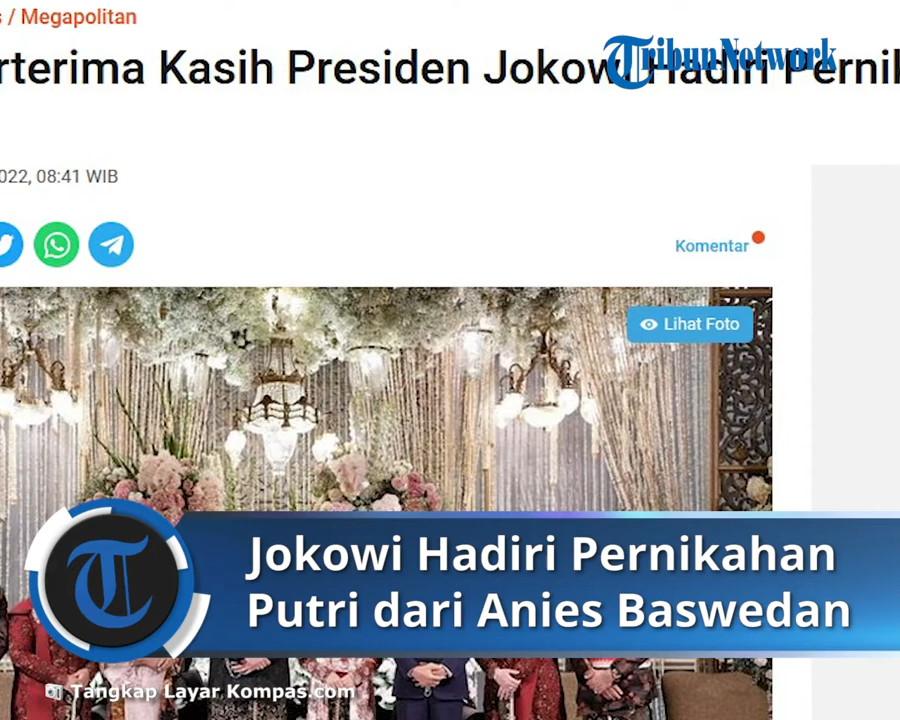 s / Megapolitan
rterima Kasih Presiden Jokowi Hadiri Pernik
TribunNetwork
022, 08:41 WIB
Komentar
Lihat Foto
Jokowi Hadiri Pernikahan
Putri dari Anies Baswedan
Tangkap Layar Kompas.com